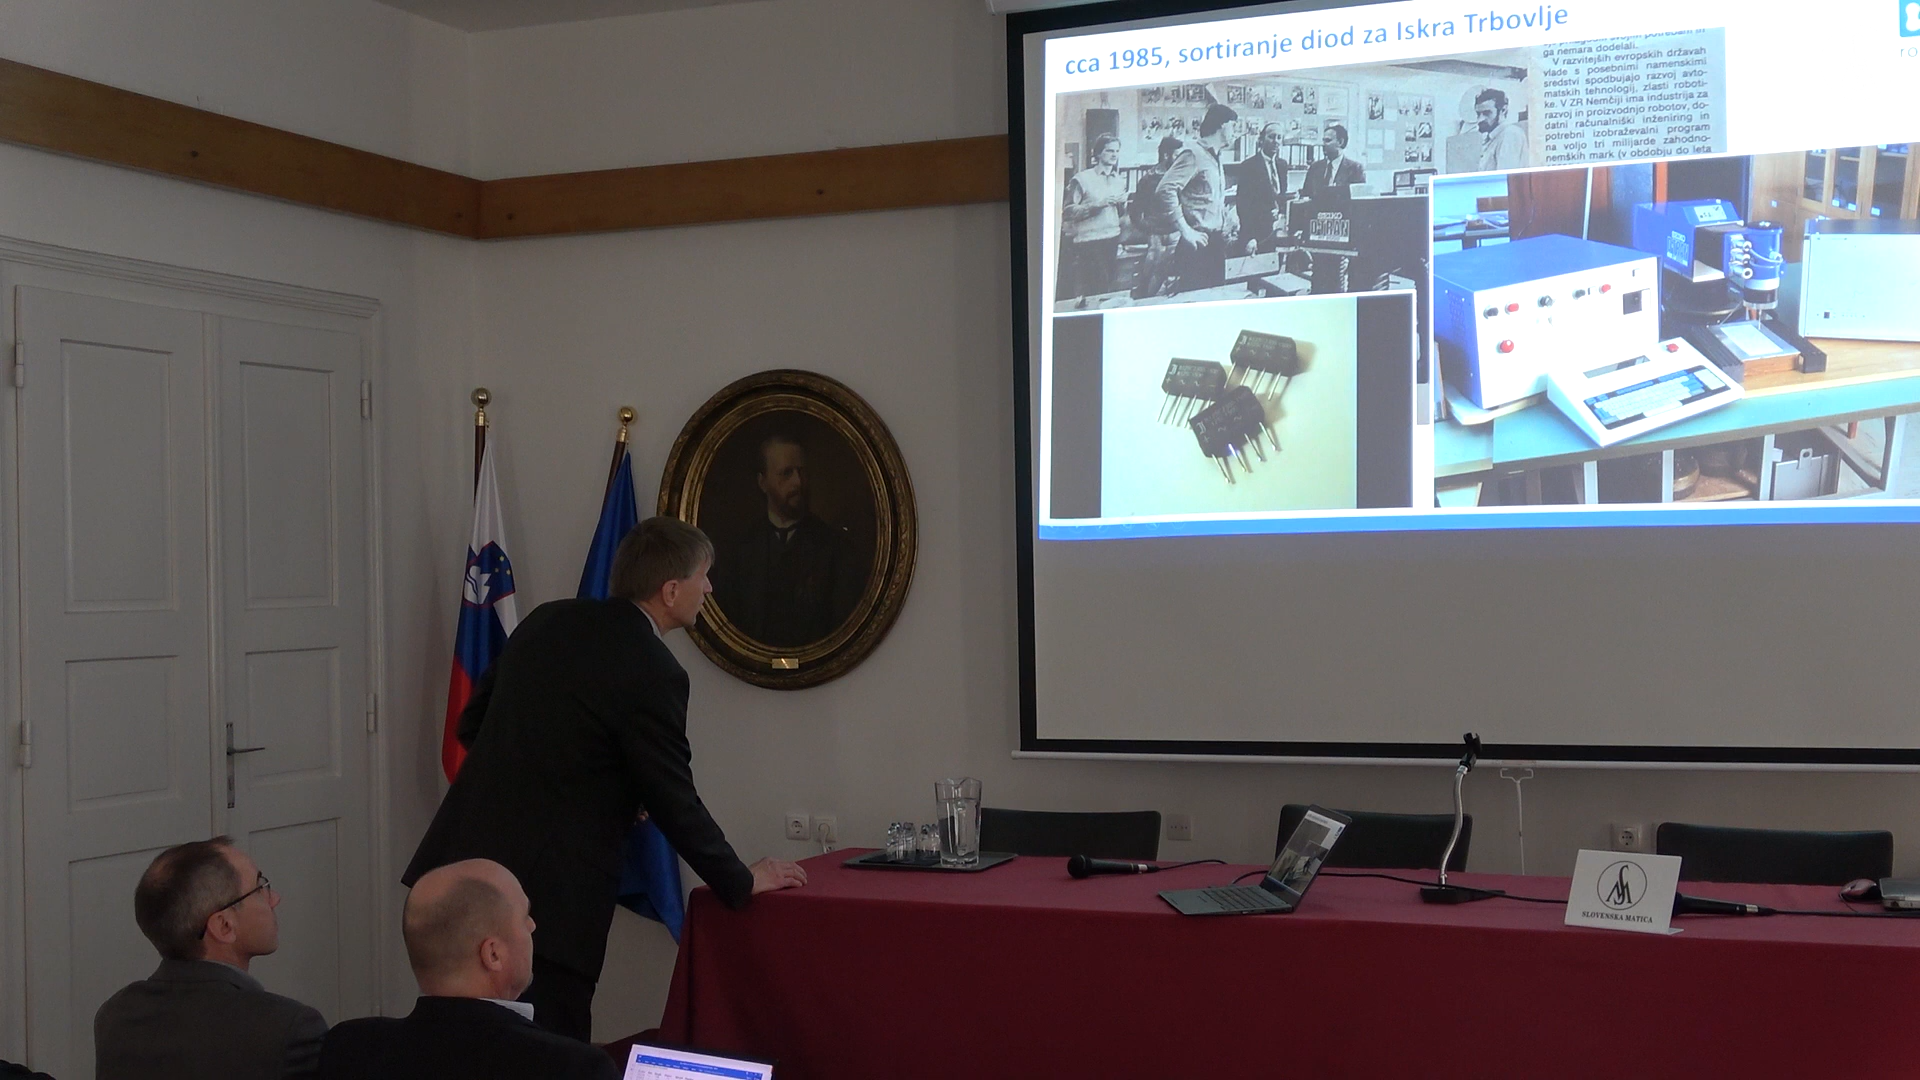 cca 1985, sortiranje diod za Iskra Trbovlje
ga nemara dodelali.
V razvitejših evropskih državah
vlade s posebnimi namenskimi
sredstvi spodbujajo razvoj avto-
matskih tehnologij, zlasti roboti-
ke. V ZR Nemčiji ima industrija za
razvoj in proizvodnjo robotov, do-
datni računalniški inženiring in
potrebni izobraževalni program
na voljo tri milijarde zahodno-
nemških mark (v obdobju do leta
SEIKO
D-TRAN
SLOVENSKA MATICA